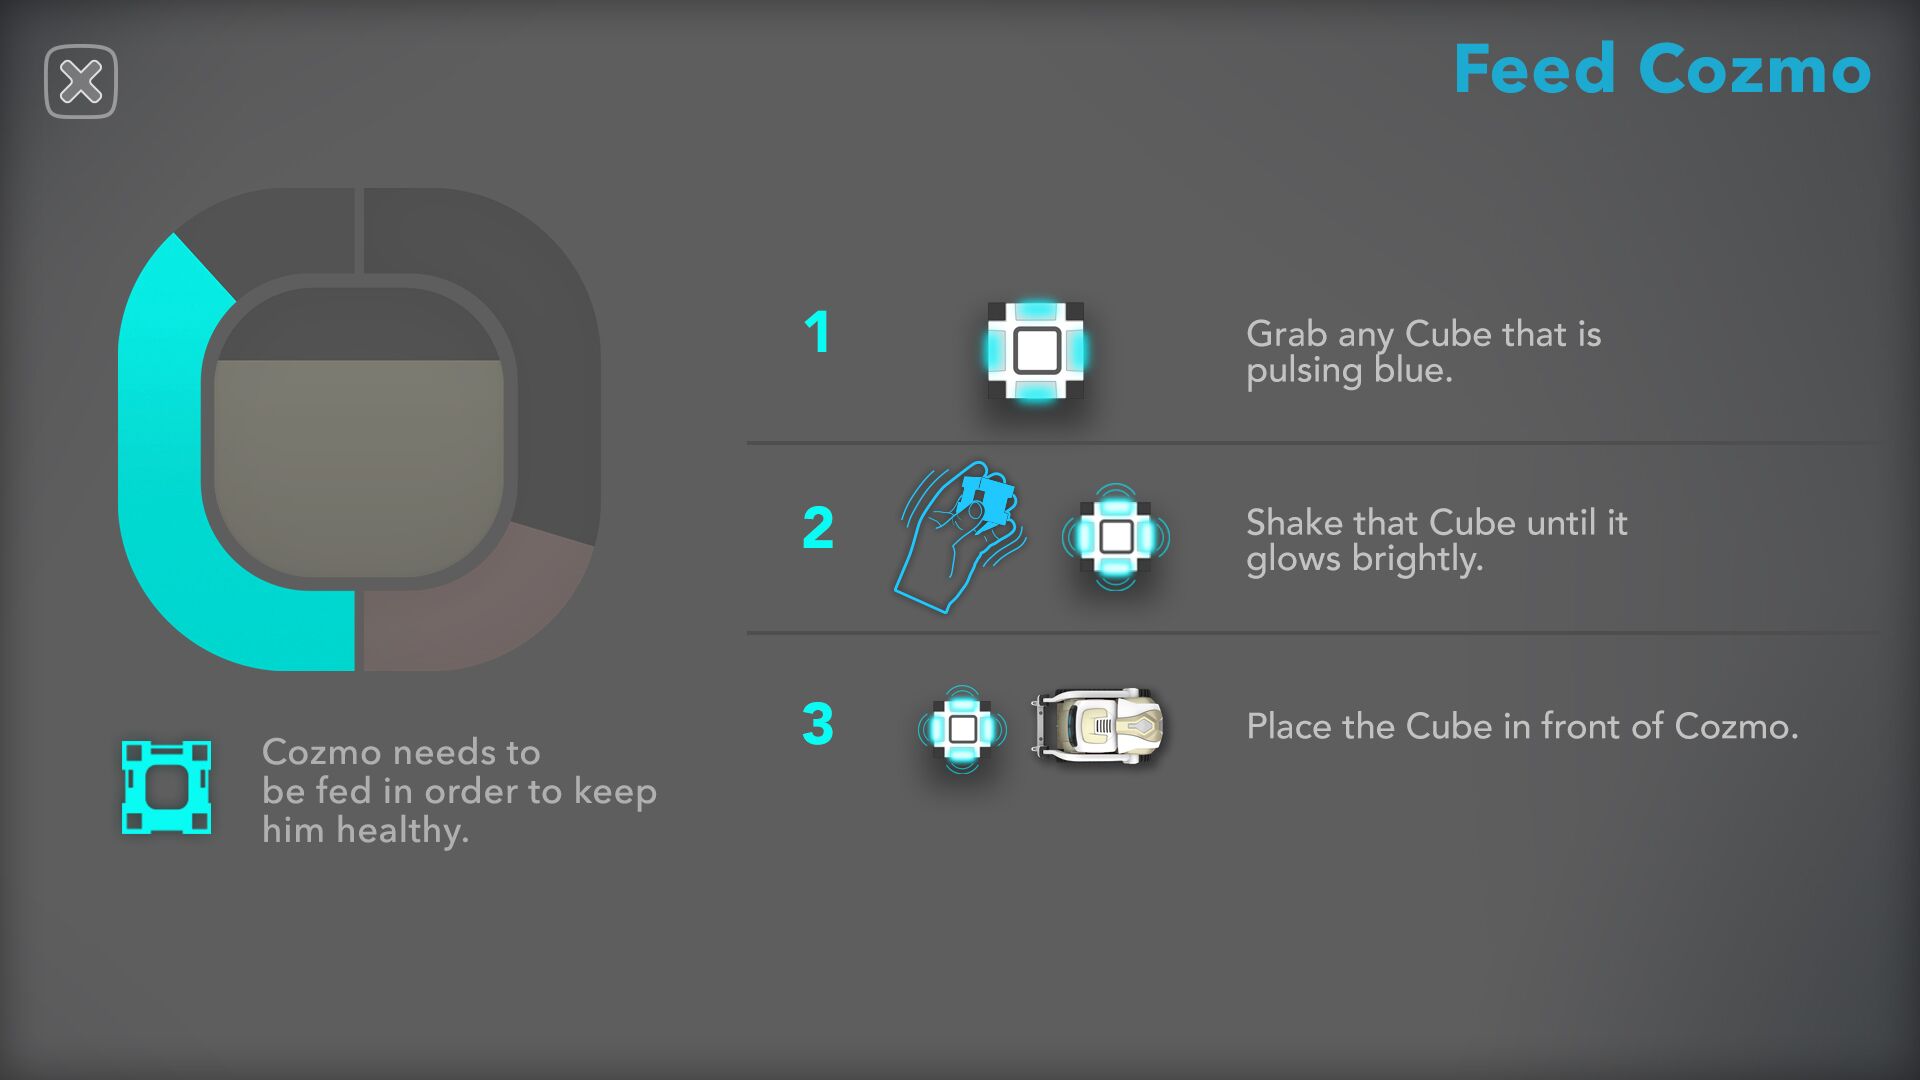 Feed Cozmo
1
Grab any Cube that is
pulsing blue.
2
Shake that Cube until it
glows brightly.
3
Place the Cube in front of Cozmo.
Cozmo needs to
be fed in order to keep
him healthy.